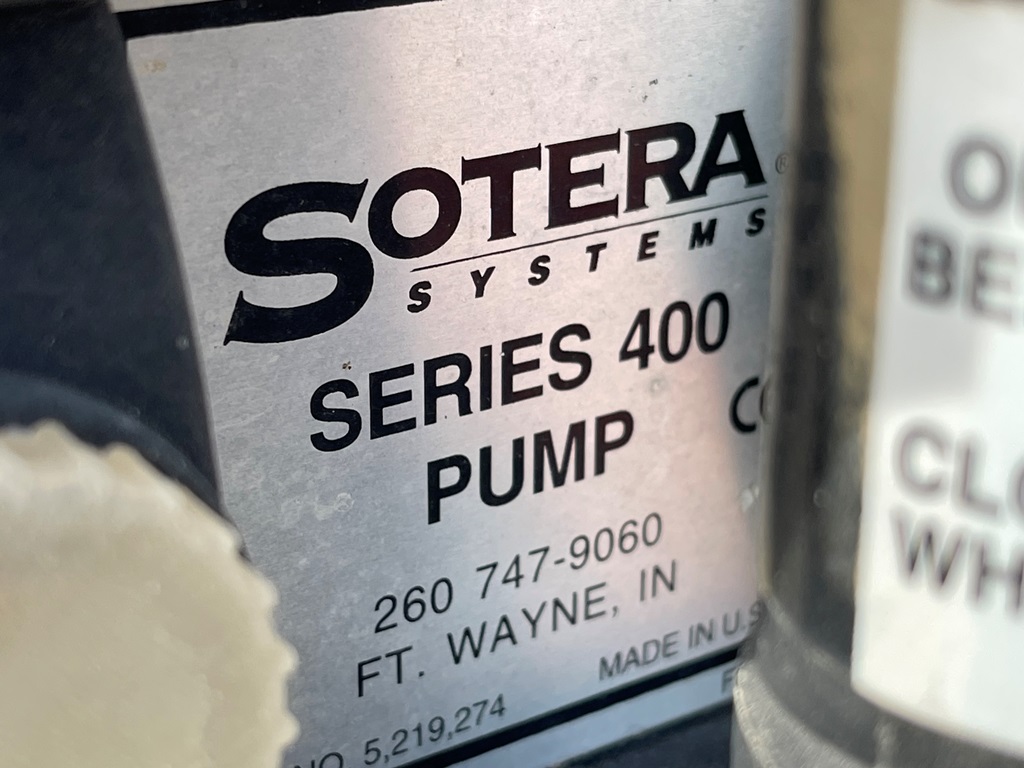 SOTERA®
SYSTEMS
SERIES 400
PUMP
260 747-9060
FT. WAYNE, IN
MADE IN U.S
NO 5,219,274